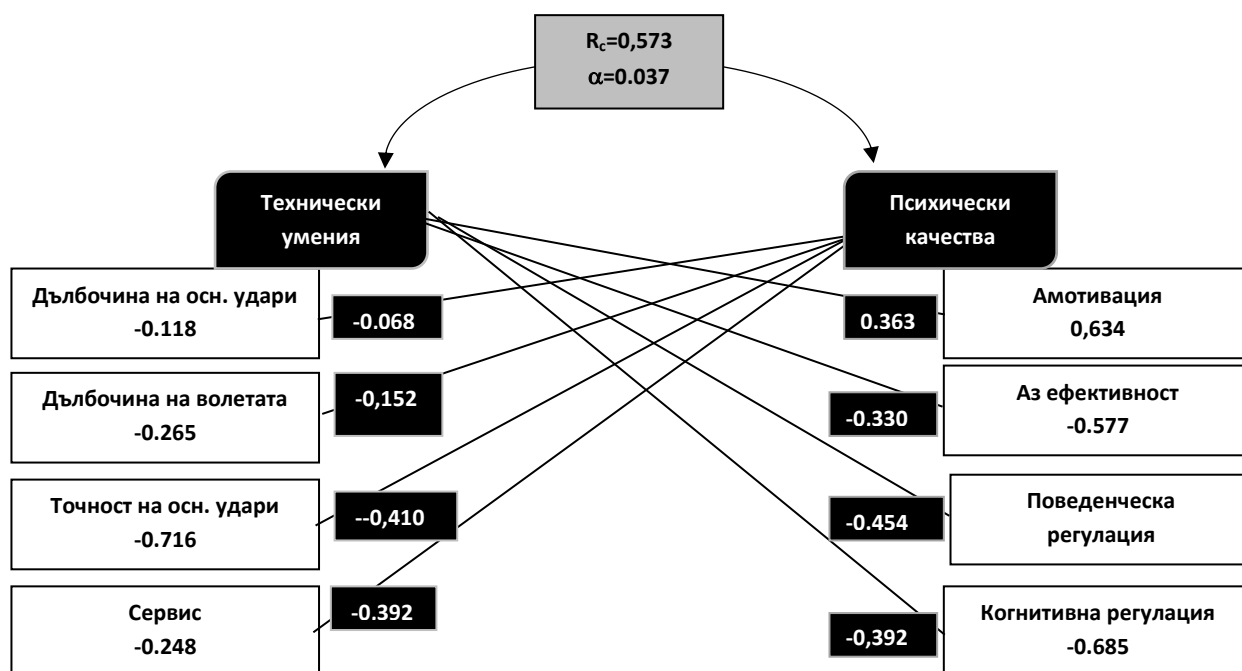 Rc=0,573
α=0.037
Технически
умения
Психически
качества
Дълбочина на осн. удари
-0.118
-0.068
0.363
Амотивация
0,634
Дълбочина на волетата
-0.265
-0,152
-0.330
Аз ефективност
-0.577
Точност на осн. удари
-0.716
--0,410
-0.454
Поведенческа
регулация
Сервис
-0.248
-0.392
-0,392
Когнитивна регулация
-0.685